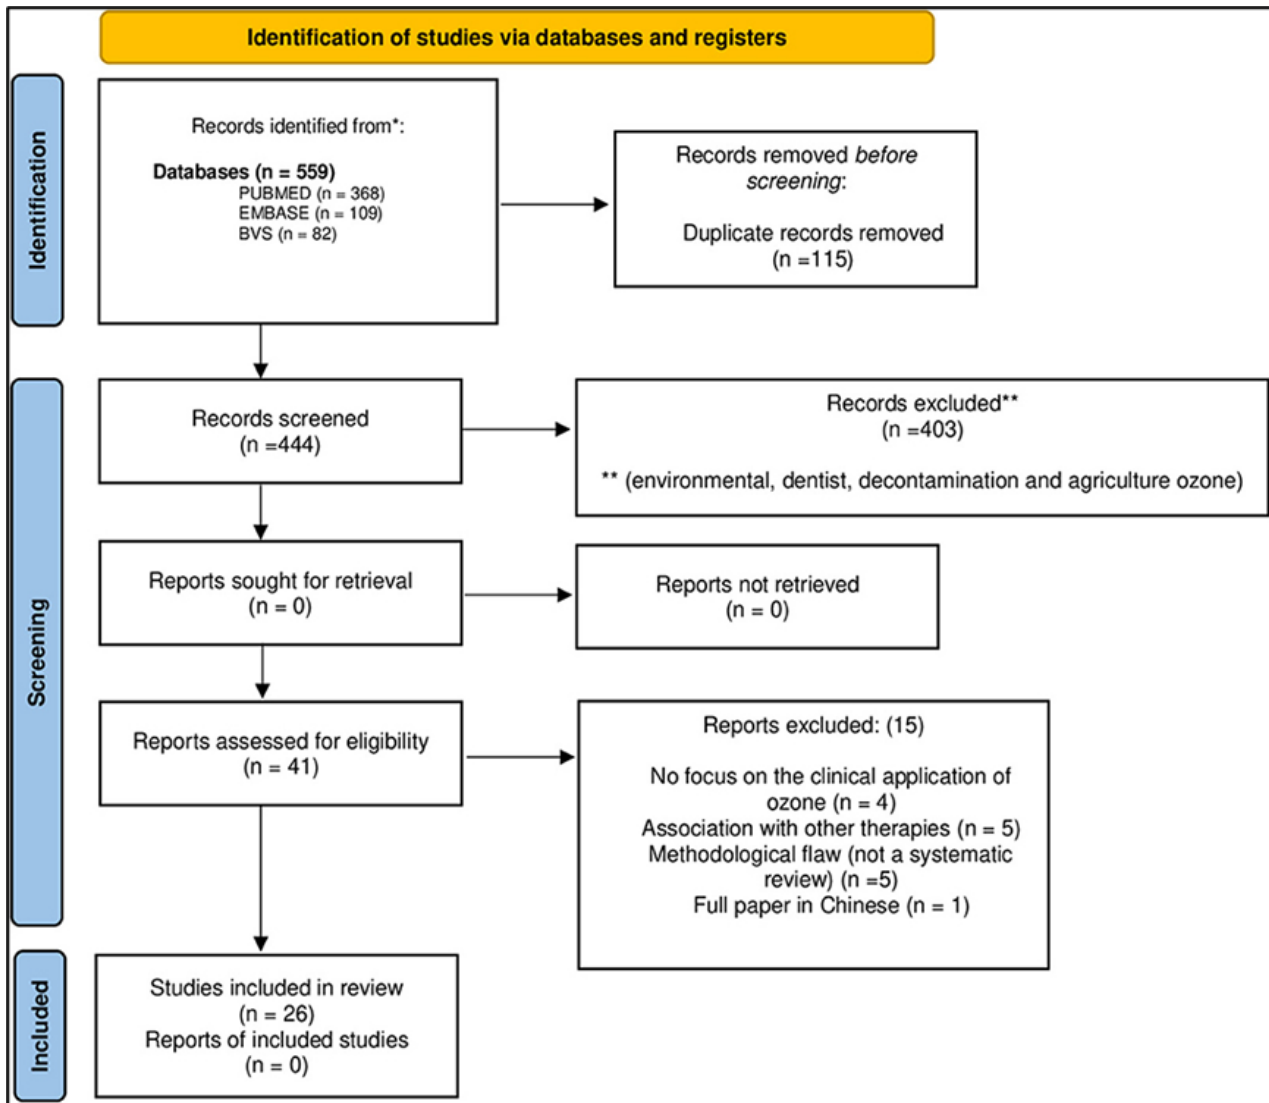 Identification of studies via databases and registers
Identification
Records identified from*:
Databases (n = 559)
PUBMED (n = 368)
EMBASE (n = 109)
BVS (n = 82)
Records removed before
screening:
Duplicate records removed
(n =115)
Screening
Records screened
(n =444)
Records excluded**
(n =403)
** (environmental, dentist, decontamination and agriculture ozone)
Reports sought for retrieval
(n = 0)
Reports not retrieved
(n = 0)
Reports assessed for eligibility
(n = 41)
Reports excluded: (15)
No focus on the clinical application of
ozone (n = 4)
Association with other therapies (n = 5)
Methodological flaw (not a systematic
review) (n =5)
Full paper in Chinese (n = 1)
Included
Studies included in review
(n = 26)
Reports of included studies
(n = 0)